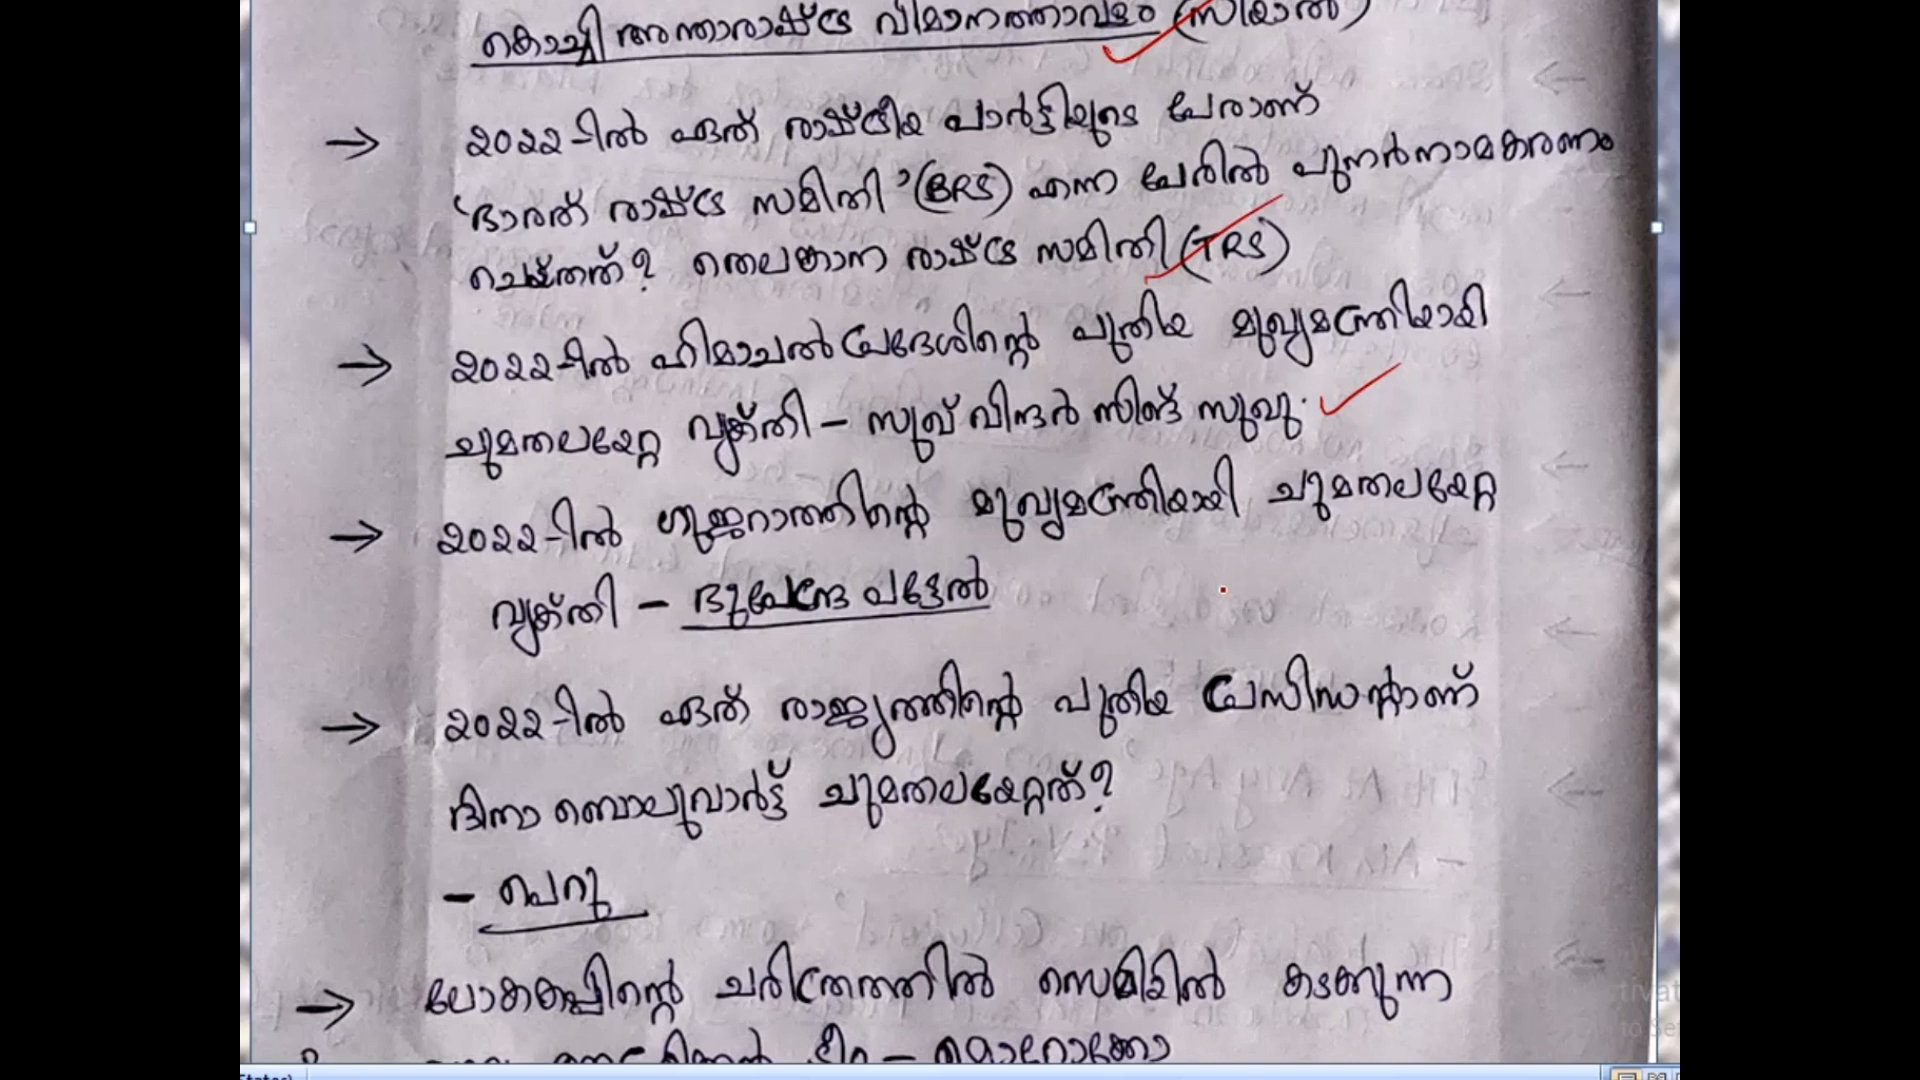 കൊച്ചി അന്താരാഷ്ട്ര വിമാനത്താവളം (സിയാൽ)
→ 2022-ൽ ഏത് രാഷ്ട്രീയ പാർട്ടിയുടെ പേരാണ്
'ഭാരത് രാഷ്ട്ര സമിതി' (BRS) എന്ന പേരിൽ പുനർനാമകരണം
ചെയ്തത്? തെലങ്കാന രാഷ്ട്ര സമിതി (TRS)
→ 2022-ൽ ഹിമാചൽ പ്രദേശിന്റെ പുതിയ മുഖ്യമന്ത്രിയായി
ചുമതലയേറ്റ വ്യക്തി - സുഖ് വിന്ദർ സിങ് സുഖു.
→ 2022-ൽ ഗുജറാത്തിന്റെ മുഖ്യമന്ത്രിയായി ചുമതലയേറ്റ
വ്യക്തി - ഭൂപേന്ദ്ര പട്ടേൽ
→ 2022-ൽ ഏത് രാജ്യത്തിന്റെ പുതിയ പ്രസിഡന്റാണ്
ദിനാ ബൊലുവാർട്ട് ചുമതലയേറ്റത്?
- പെറു
→ ലോകകപ്പിന്റെ ചരിത്രത്തിൽ സെമിയിൽ കടക്കുന്ന
ടീം - മൊറോക്കോ